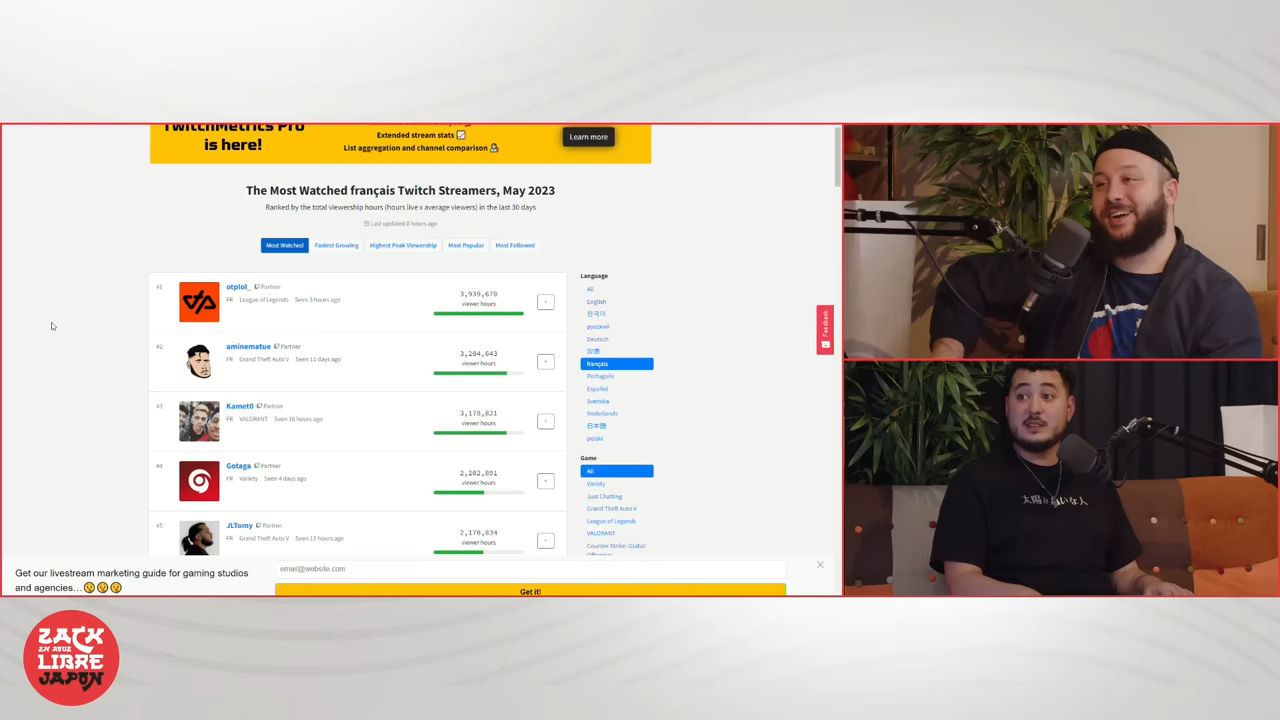 TwitchMetrics Pro
is here!
Extended stream stats
List aggregation and channel comparison
Learn more
The Most Watched français Twitch Streamers, May 2023
Ranked by the total viewership hours (hours live x average viewers) in the last 30 days
Last updated 8 hours ago
Most Watched
Fastest Growing
Highest Peak Viewership
Most Popular
Most Followed
#1
otplol_ Partner
FR League of Legends Seen 3 hours ago
3,939,670
viewer hours
+
#2
aminematue Partner
FR Grand Theft Auto V Seen 11 days ago
3,204,643
viewer hours
+
#3
Kamet0 Partner
FR VALORANT Seen 16 hours ago
3,178,821
viewer hours
+
#4
Gotaga Partner
FR Variety Seen 4 days ago
2,202,891
viewer hours
+
#5
JLTomy Partner
FR Grand Theft Auto V Seen 13 hours ago
2,170,834
viewer hours
+
Language
All
English
한국어
русский
Deutsch
汉语
français
Português
Español
Svenska
Nederlands
日本語
polski
Game
All
Variety
Just Chatting
Grand Theft Auto V
League of Legends
VALORANT
Counter-Strike: Global
Feedback
Get our livestream marketing guide for gaming studios
and agencies...
email@website.com
Get it!
ZACK
EN ROUE
LIBRE
JAPON